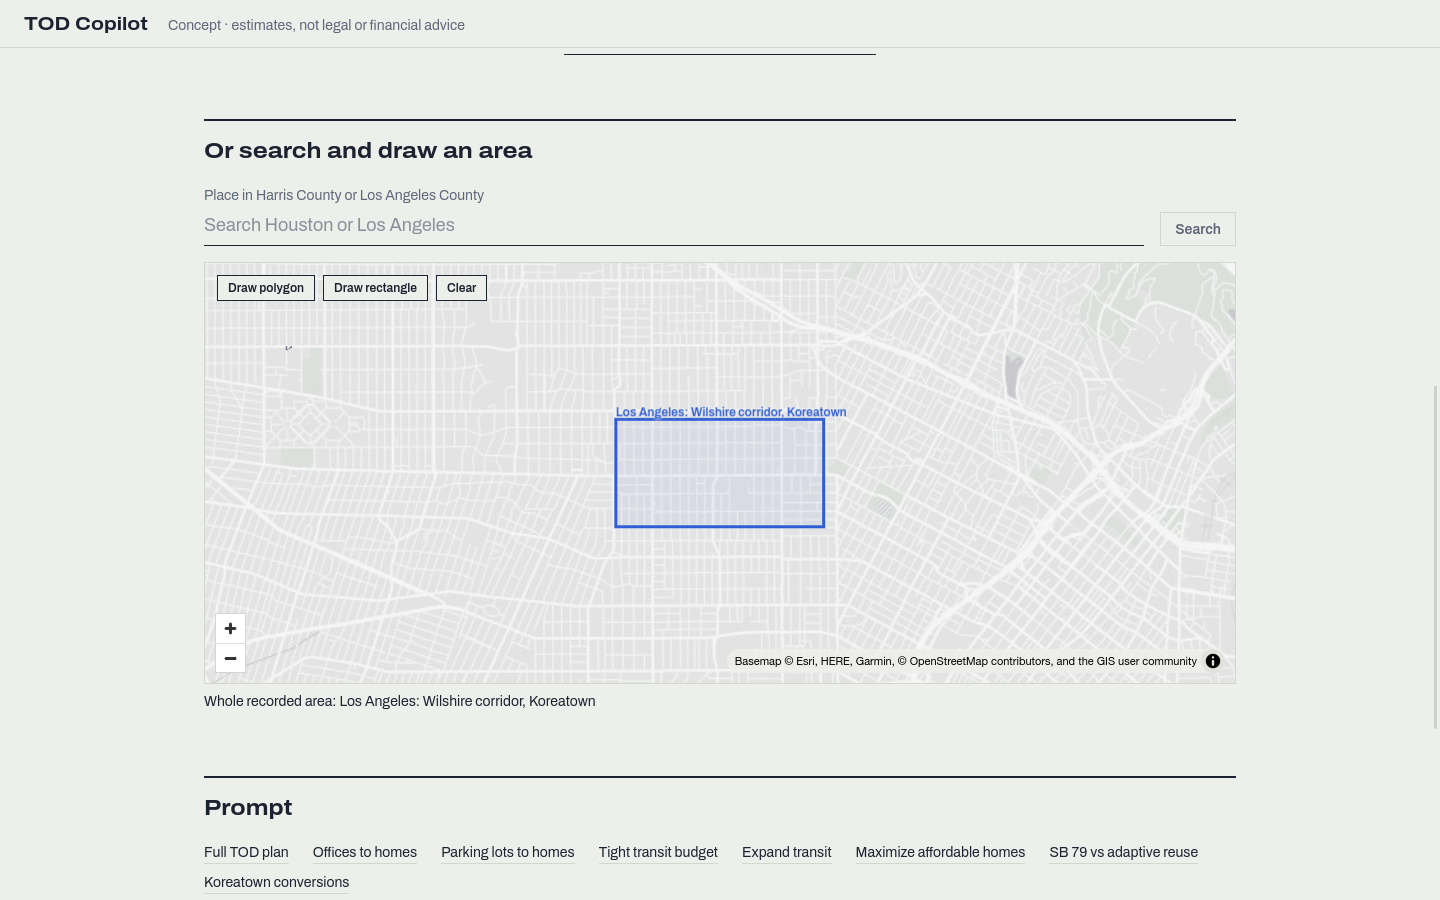 TOD Copilot
Concept · estimates, not legal or financial advice
Or search and draw an area
Place in Harris County or Los Angeles County
Search Houston or Los Angeles
Search
Draw polygon
Draw rectangle
Clear
Los Angeles: Wilshire corridor, Koreatown
+
−
Basemap © Esri, HERE, Garmin, © OpenStreetMap contributors, and the GIS user community
Whole recorded area: Los Angeles: Wilshire corridor, Koreatown
Prompt
Full TOD plan
Offices to homes
Parking lots to homes
Tight transit budget
Expand transit
Maximize affordable homes
SB 79 vs adaptive reuse
Koreatown conversions